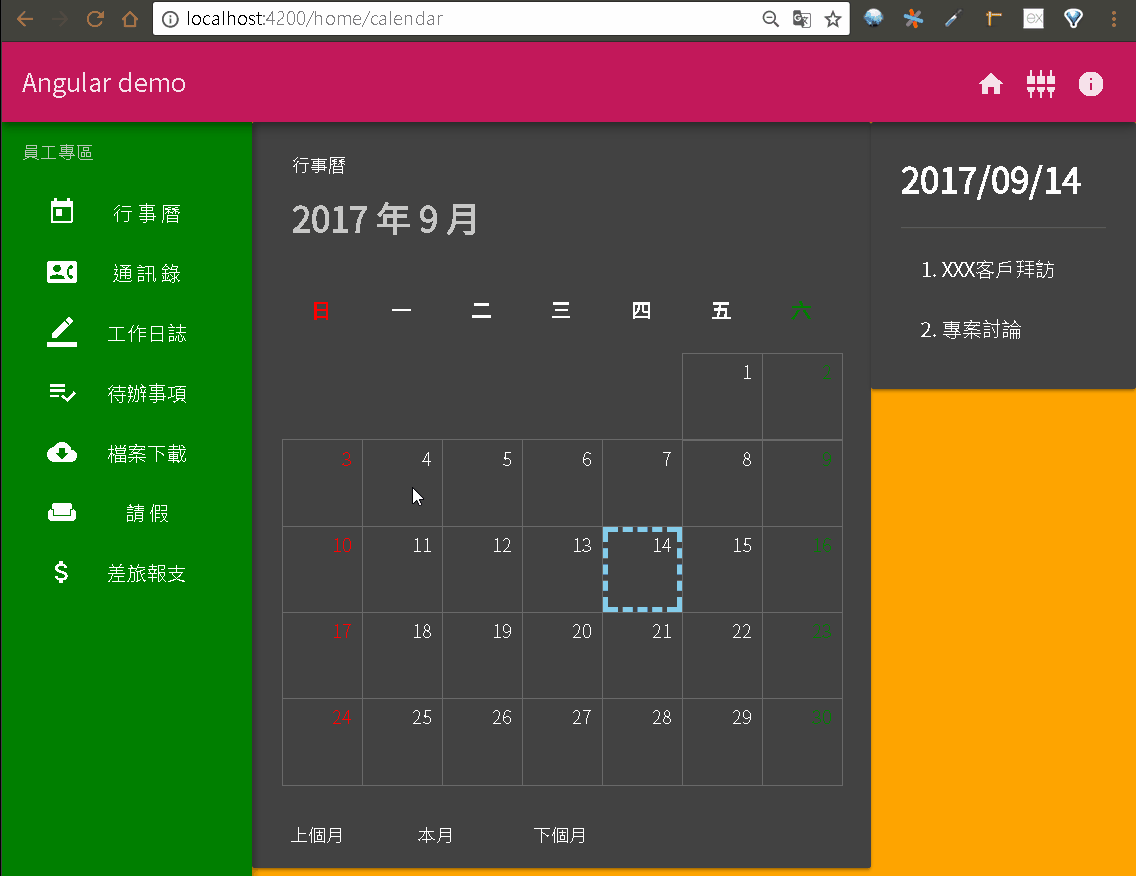 localhost:4200/home/calendar
Angular demo
員工專區
行事曆
通訊錄
工作日誌
待辦事項
檔案下載
請假
差旅報支
行事曆
2017 年 9 月
日 一 二 三 四 五 六
1 2
3 4 5 6 7 8 9
10 11 12 13 14 15 16
17 18 19 20 21 22 23
24 25 26 27 28 29 30
上個月 本月 下個月
2017/09/14
1. XXX客戶拜訪
2. 專案討論